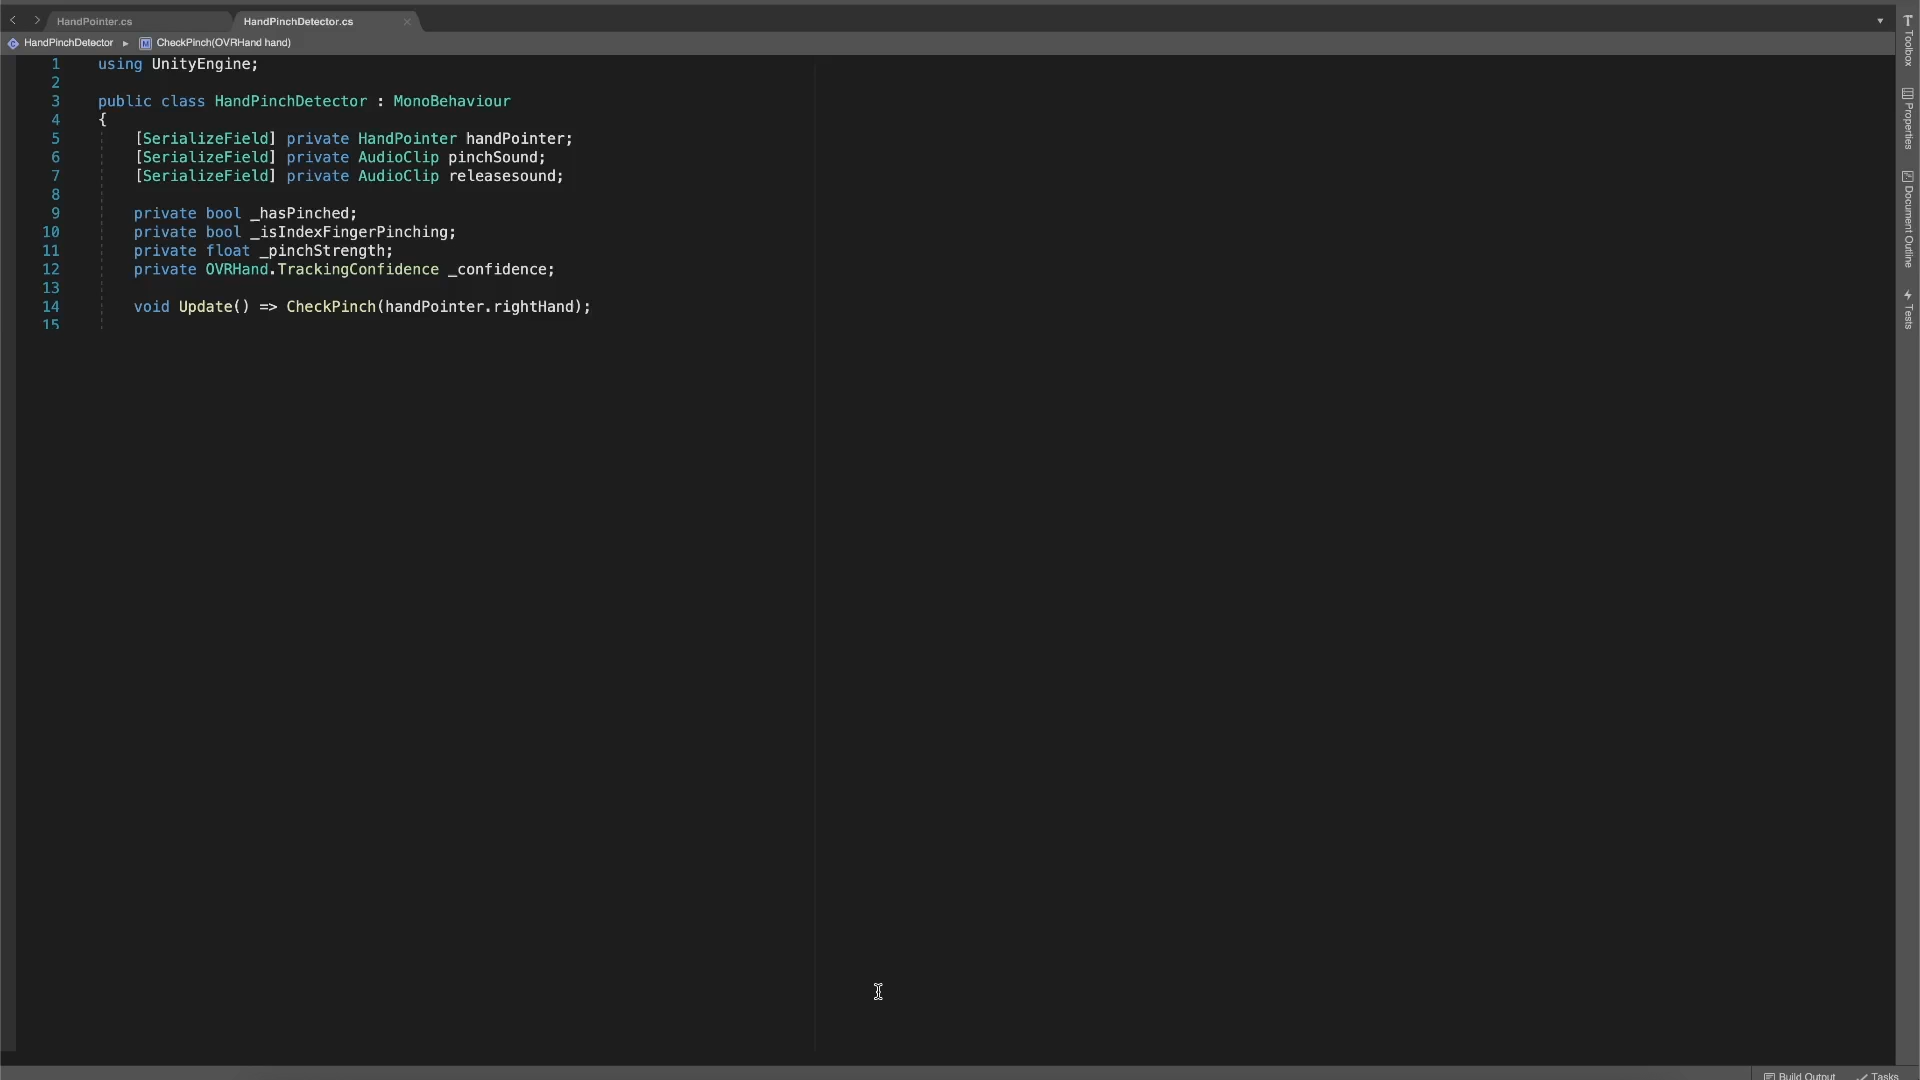 HandPointer.cs
HandPinchDetector.cs
HandPinchDetector
CheckPinch(OVRHand hand)
1 using UnityEngine;
2
3 public class HandPinchDetector : MonoBehaviour
4 {
5 [SerializeField] private HandPointer handPointer;
6 [SerializeField] private AudioClip pinchSound;
7 [SerializeField] private AudioClip releasesound;
8
9 private bool _hasPinched;
10 private bool _isIndexFingerPinching;
11 private float _pinchStrength;
12 private OVRHand.TrackingConfidence _confidence;
13
14 void Update() => CheckPinch(handPointer.rightHand);
15
Toolbox
Properties
Document Outline
Tests
Build Output
Tasks